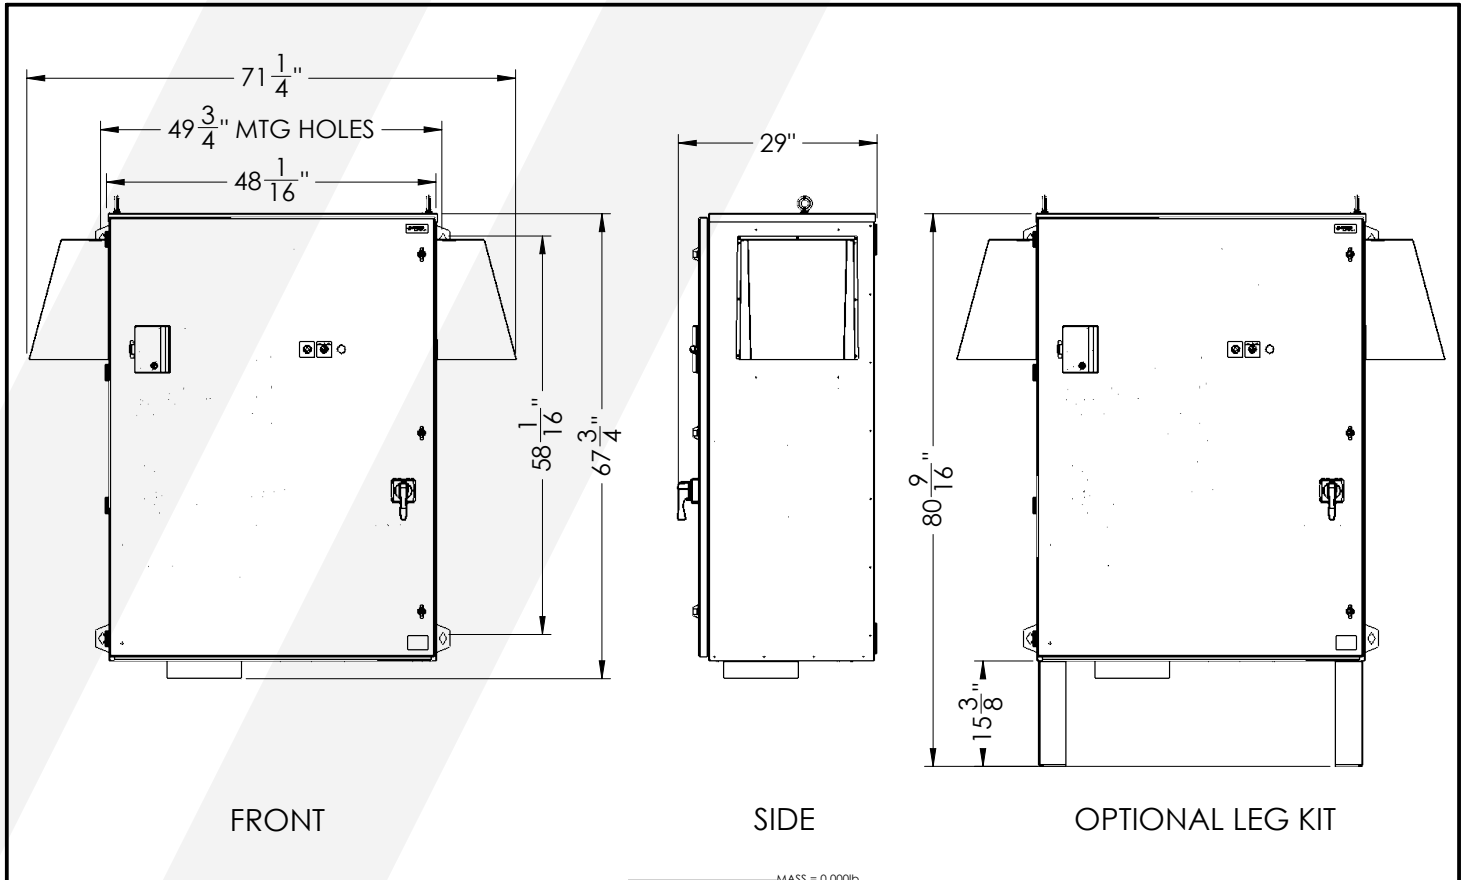 71 1/4"
49 3/4" MTG HOLES
48 1/16"
29"
58 1/16"
67 3/4"
80 9/16"
15 3/8"
FRONT
SIDE
OPTIONAL LEG KIT
MASS = 0.000lb